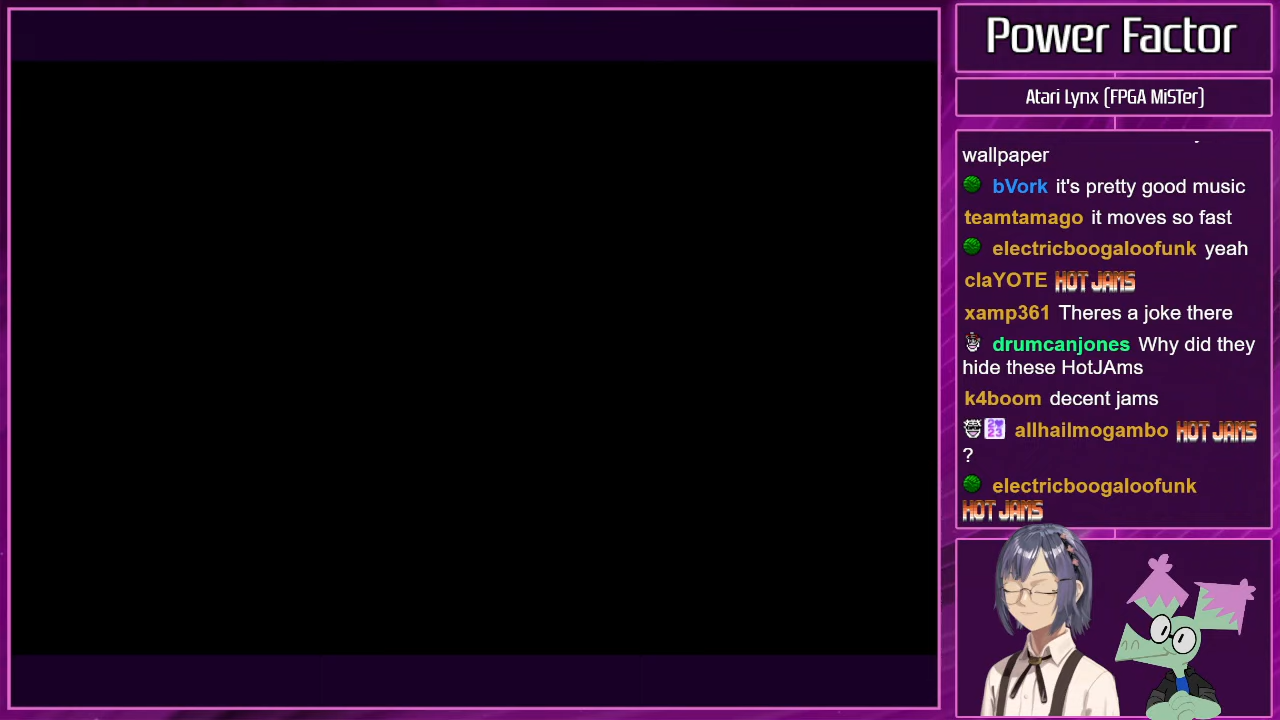 Power Factor
Atari Lynx (FPGA MiSTer)
wallpaper
bVork it's pretty good music
teamtamago it moves so fast
electricboogaloofunk yeah
claYOTE HOT JAMS
xamp361 Theres a joke there
drumcanjones Why did they
hide these HotJAms
k4boom decent jams
allhailmogambo HOT JAMS
?
electricboogaloofunk
HOT JAMS